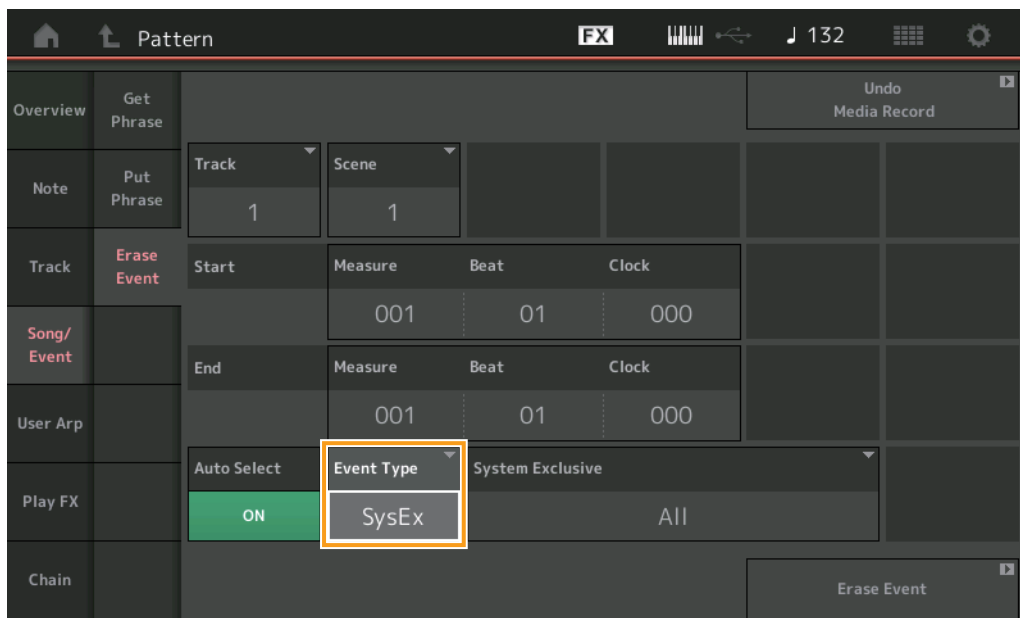 Pattern
FX
♩ 132
Overview
Note
Track
Song/
Event
User Arp
Play FX
Chain
Get
Phrase
Put
Phrase
Erase
Event
Undo
Media Record
Track
1
Scene
1
Start
Measure
001
Beat
01
Clock
000
End
Measure
001
Beat
01
Clock
000
Auto Select
ON
Event Type
SysEx
System Exclusive
All
Erase Event